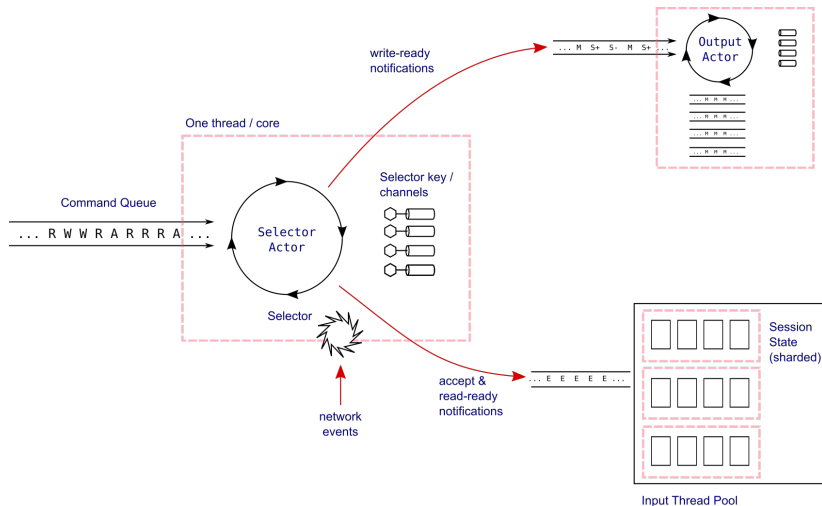 write-ready
notifications
... M S+ S- M S+ ...
Output
Actor
... M M M ...
... M M M ...
... M M M ...
... M M M ...
One thread / core
Command Queue
... R W W R A R R R A ...
Selector
Actor
Selector key /
channels
Selector
network
events
accept &
read-ready
notifications
... E E E E E ...
Session
State
(sharded)
Input Thread Pool